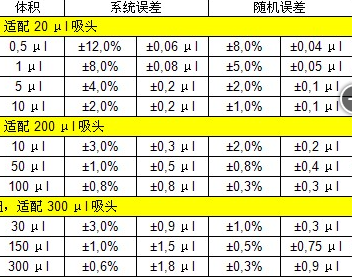 体积 系统误差 随机误差
适配 20 µl吸头
0,5 µl ±12,0% ±0,06 µl ±8,0% ±0,04 µl
1 µl ±8,0% ±0,08 µl ±5,0% ±0,05 µl
5 µl ±4,0% ±0,2 µl ±2,0% ±0,1 µl
10 µl ±2,0% ±0,2 µl ±1,0% ±0,1 µl
适配 200 µl吸头
10 µl ±3,0% ±0,3 µl ±2,0% ±0,2 µl
50 µl ±1,0% ±0,5 µl ±0,8% ±0,4 µl
100 µl ±0,8% ±0,8 µl ±0,3% ±0,3 µl
适配 300 µl吸头
30 µl ±3,0% ±0,9 µl ±1,0% ±0,3 µl
150 µl ±1,0% ±1,5 µl ±0,5% ±0,75 µl
300 µl ±0,6% ±1,8 µl ±0,3% ±0,9 µl